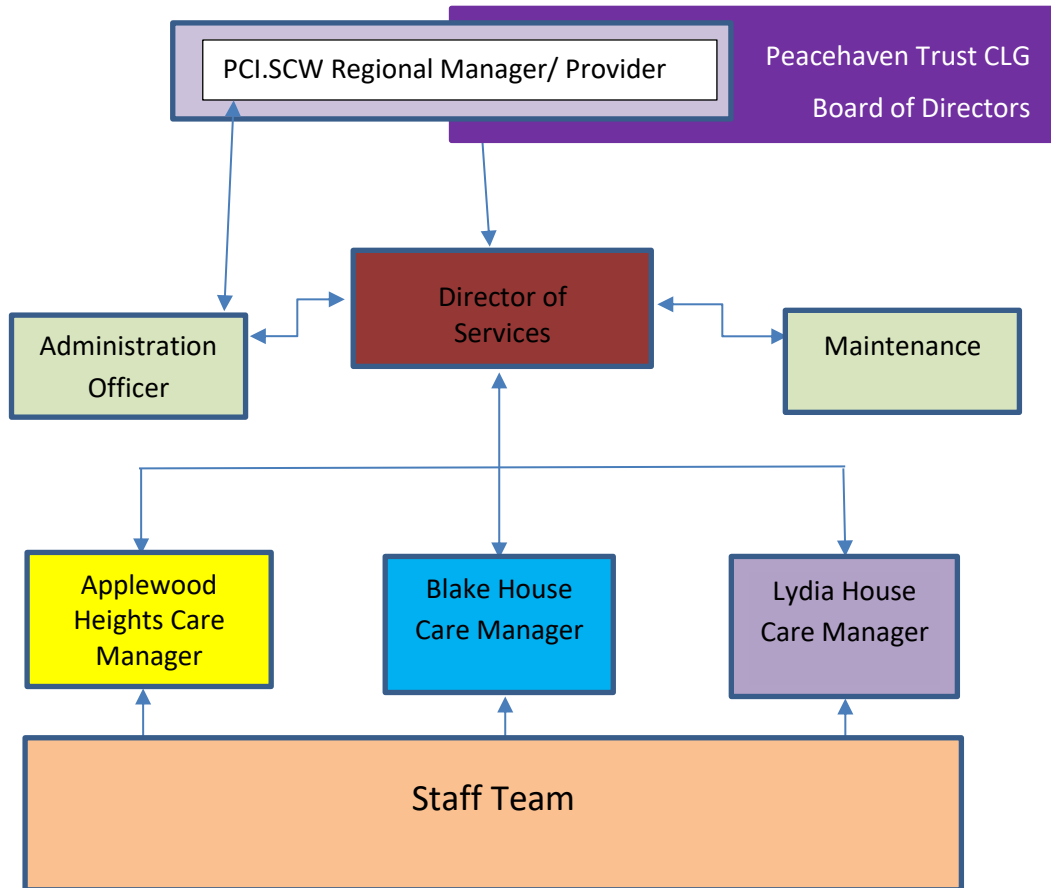 PCI.SCW Regional Manager/ Provider
Peacehaven Trust CLG
Board of Directors
Director of
Services
Administration
Officer
Maintenance
Applewood
Heights Care
Manager
Blake House
Care Manager
Lydia House
Care Manager
Staff Team